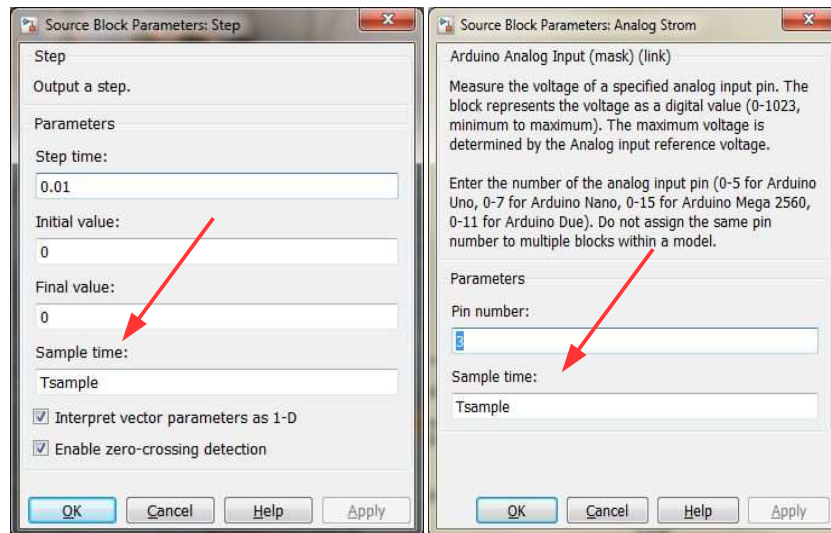 Source Block Parameters: Step
Step
Output a step.
Parameters
Step time:
0.01
Initial value:
0
Final value:
0
Sample time:
Tsample
Interpret vector parameters as 1-D
Enable zero-crossing detection
OK Cancel Help Apply
Source Block Parameters: Analog Strom
Arduino Analog Input (mask) (link)
Measure the voltage of a specified analog input pin. The
block represents the voltage as a digital value (0-1023,
minimum to maximum). The maximum voltage is
determined by the Analog input reference voltage.
Enter the number of the analog input pin (0-5 for Arduino
Uno, 0-7 for Arduino Nano, 0-15 for Arduino Mega 2560,
0-11 for Arduino Due). Do not assign the same pin
number to multiple blocks within a model.
Parameters
Pin number:
3
Sample time:
Tsample
OK Cancel Help Apply